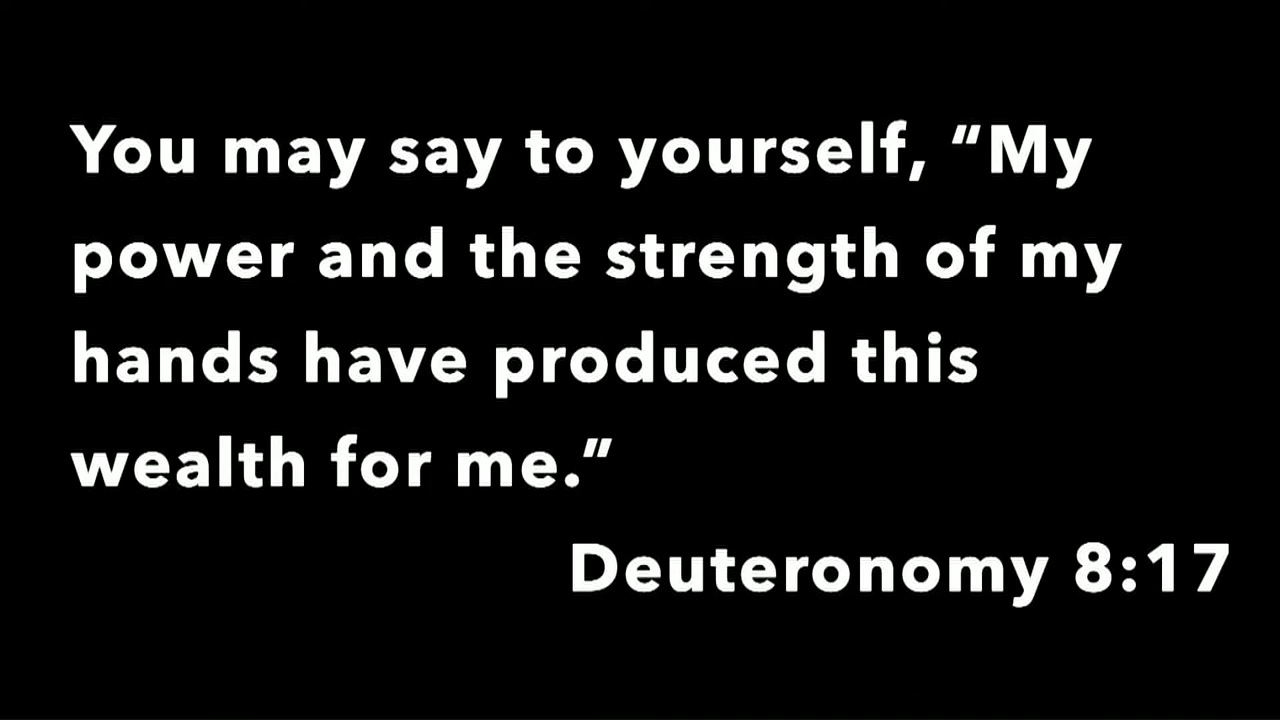 You may say to yourself, “My
power and the strength of my
hands have produced this
wealth for me.”
Deuteronomy 8:17